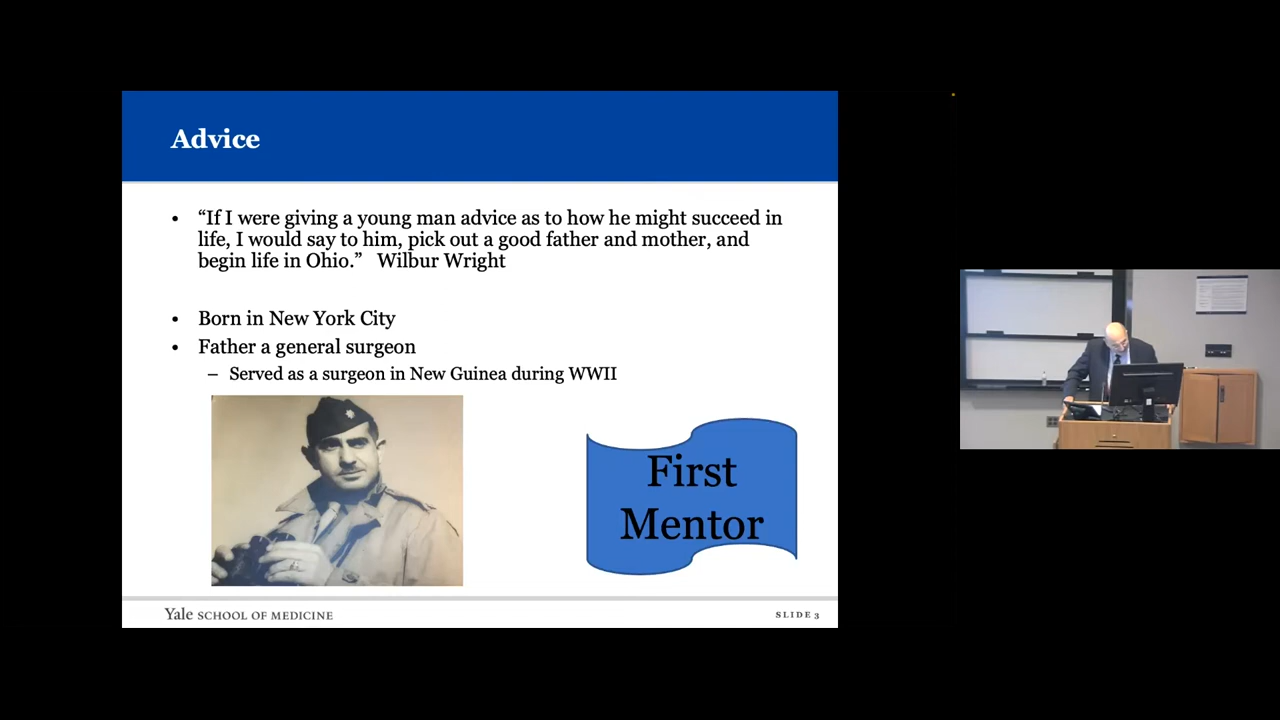 Advice
• “If I were giving a young man advice as to how he might succeed in
life, I would say to him, pick out a good father and mother, and
begin life in Ohio.” Wilbur Wright
• Born in New York City
• Father a general surgeon
– Served as a surgeon in New Guinea during WWII
First
Mentor
Yale SCHOOL OF MEDICINE
SLIDE 3